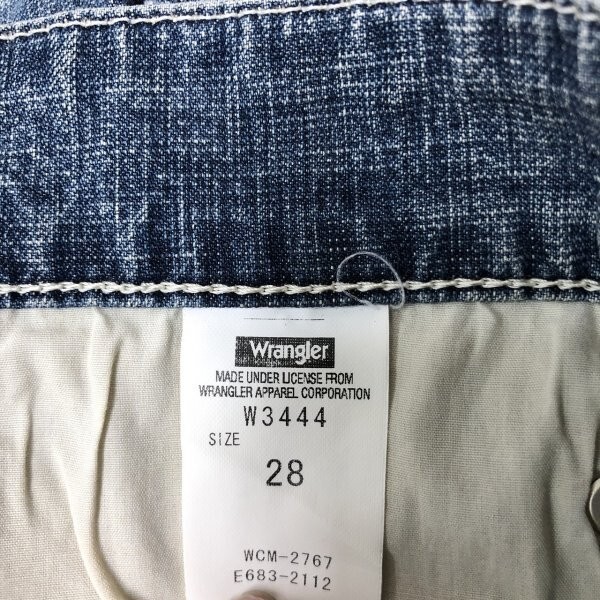 Wrangler
MADE UNDER LICENSE FROM
WRANGLER APPAREL CORPORATION
W3444
SIZE
28
WCM-2767
E683-2112